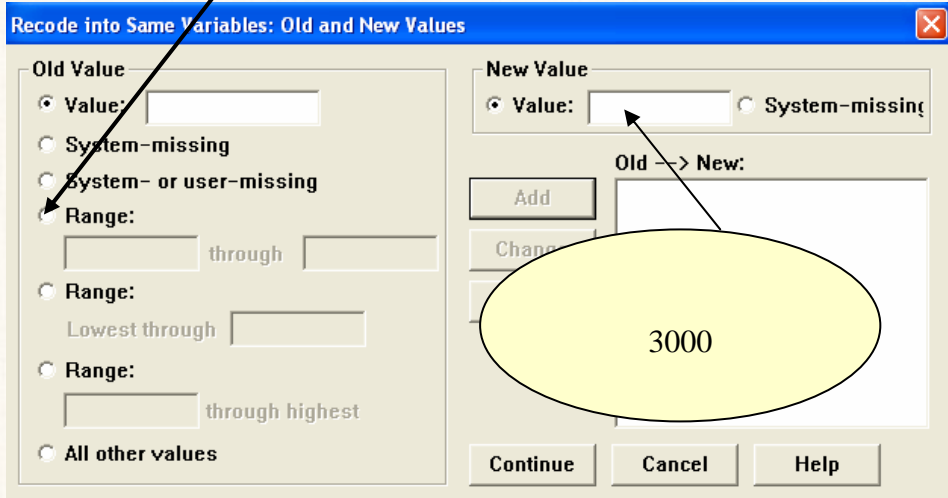 Recode into Same Variables: Old and New Values
Old Value
Value:
System-missing
System- or user-missing
Range:
through
Range:
Lowest through
Range:
through highest
All other values
New Value
Value: System-missing
Old --> New:
Add
3000
Continue Cancel Help